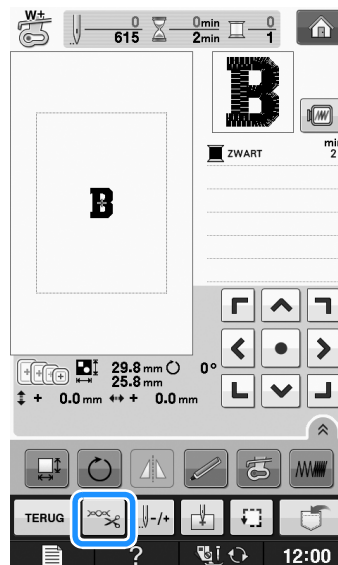 W±
0 0min 0
615 2min 1
ZWART min
2
B
29.8 mm 0°
25.8 mm
+ 0.0 mm + 0.0 mm
TERUG -/+
? 12:00